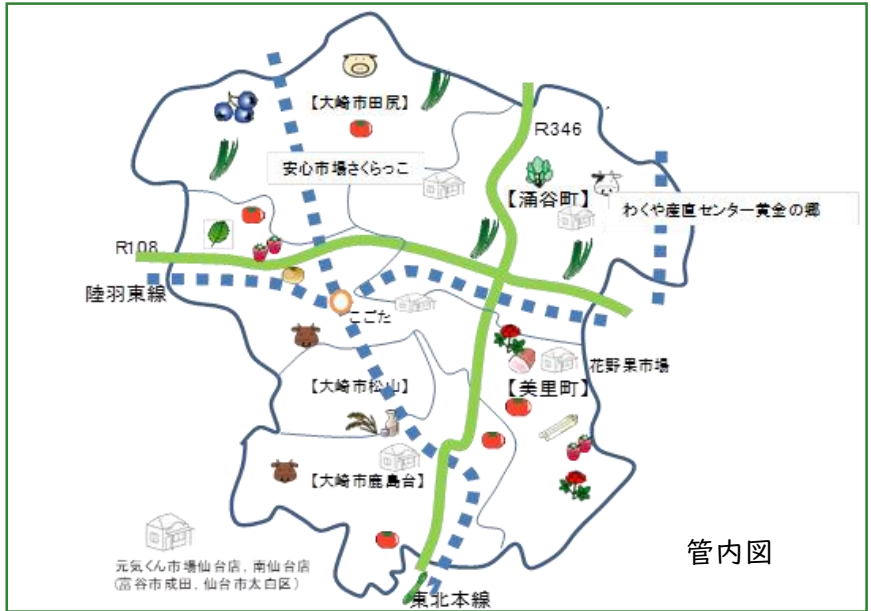 【大崎市田尻】
R346
安心市場さくらっこ
【涌谷町】
わくや産直センター黄金の郷
R108
陸羽東線
こごた
花野果市場
【大崎市松山】
【美里町】
【大崎市鹿島台】
元気くん市場仙台店、南仙台店
(富谷市成田、仙台市太白区)
管内図
東北本線